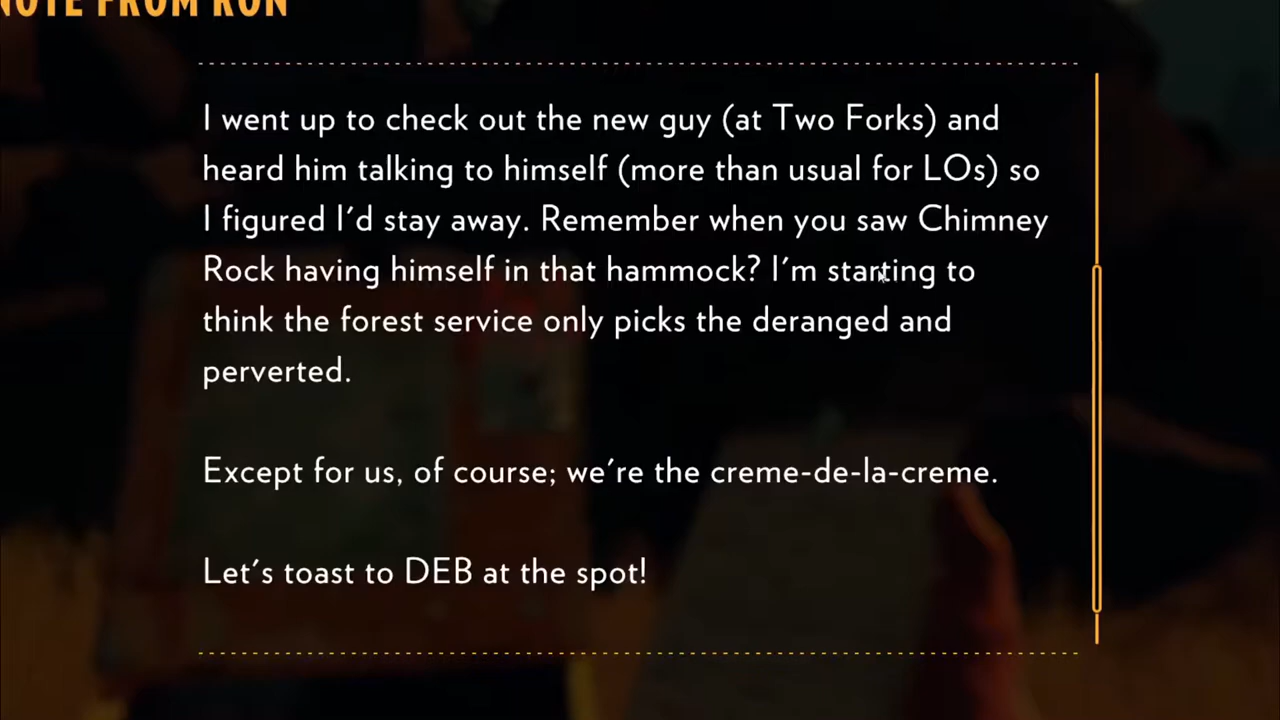 NOTE FROM RON
I went up to check out the new guy (at Two Forks) and
heard him talking to himself (more than usual for LOs) so
I figured I'd stay away. Remember when you saw Chimney
Rock having himself in that hammock? I'm starting to
think the forest service only picks the deranged and
perverted.
Except for us, of course; we're the creme-de-la-creme.
Let's toast to DEB at the spot!